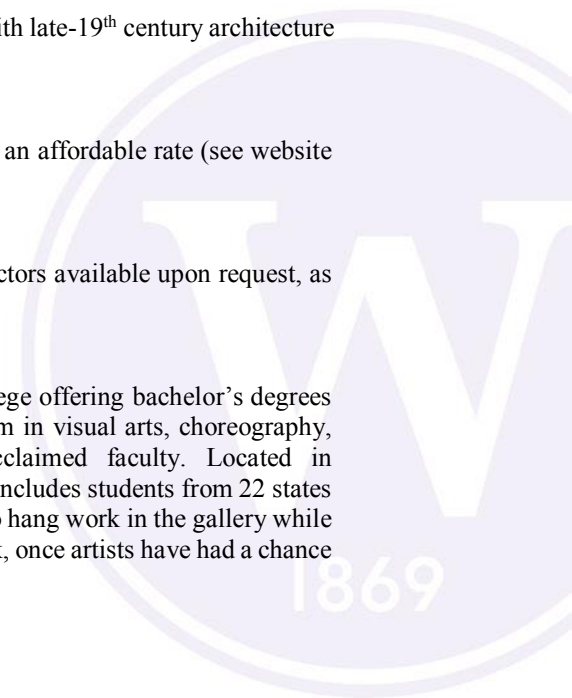 ith late-19th century architecture
an affordable rate (see website
ctors available upon request, as
ege offering bachelor’s degrees
m in visual arts, choreography,
cclaimed faculty. Located in
ncludes students from 22 states
o hang work in the gallery while
, once artists have had a chance
W
1869